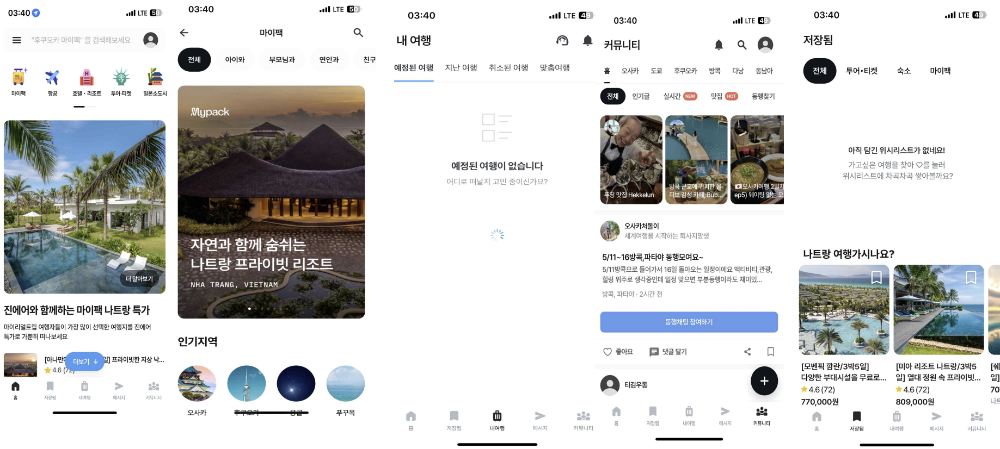 03:40
LTE 50
"후쿠오카 마이팩" 을 검색해보세요
마이팩
항공
호텔・리조트
투어·티켓
일본소도시
더 알아보기
진에어와 함께하는 마이팩 나트랑 특가
마이리얼트립 여행자들이 가장 많이 선택한 여행지를 진에어
특가로 가뿐히 떠나보세요
일] 프라이빗한 지상 낙...
더보기 ↓
4.6 (72)
홈
저장됨
내여행
메시지
커뮤니티
03:40
LTE 50
마이팩
전체
아이와
부모님과
연인과
친구
Mypack
자연과 함께 숨쉬는
나트랑 프라이빗 리조트
NHA TRANG, VIETNAM
인기지역
오사카
후쿠오카
몽골
푸꾸옥
03:40
LTE 49
내 여행
예정된 여행
지난 여행
취소된 여행
맞춤여행
예정된 여행이 없습니다
어디로 떠날지 고민 중이신가요?
홈
저장됨
내여행
메시지
커뮤니티
03:40
LTE 49
커뮤니티
홈
오사카
도쿄
후쿠오카
방콕
다낭
동남아
전체
인기글
실시간 NEW
맛집 HOT
동행찾기
푸딩 맛집 Hekkelun
방콕 근교에 위치한 몰
디브 감성 카페, Bub...
🇯🇵오사카여행 2일차
ep5) 웨이팅 없는 오
오사카처돌이
세계여행을 시작하는 퇴사지망생
5/11~16방콕,파타야 동행모여요~
5/11방콕으로 들어가서 16일 돌아오는 일정이에요 액티비티,관광,
힐링 위주로 생각중인데 일정 맞으면 부분동행이라도 재미있...
방콕, 파타야 · 2시간 전
동행채팅 참여하기
좋아요
댓글 달기
티김우동
홈
저장됨
내여행
메시지
커뮤니티
03:40
LTE 49
저장됨
전체
투어•티켓
숙소
마이팩
아직 담긴 위시리스트가 없네요!
가고싶은 여행을 찾아 ♡를 눌러
위시리스트에 차곡차곡 쌓아볼까요?
나트랑 여행가시나요?
[모벤픽 깜란/3박5일]
다양한 부대시설을 무료로...
4.6 (72)
770,000원
[미아 리조트 나트랑/3박5
일] 열대 정원 속 프라이빗...
4.6 (72)
809,000원
일]
홈
저장됨
내여행
메시지
커뮤니티